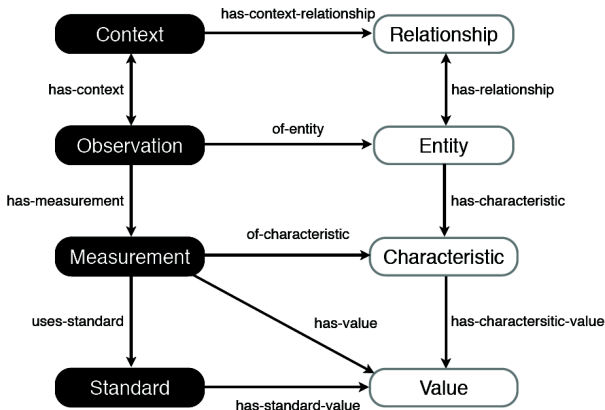 has-context-relationship
Context
Relationship
has-context
has-relationship
of-entity
Observation
Entity
has-measurement
has-characteristic
of-characteristic
Measurement
Characteristic
uses-standard
has-value
has-charactersitic-value
Standard
Value
has-standard-value